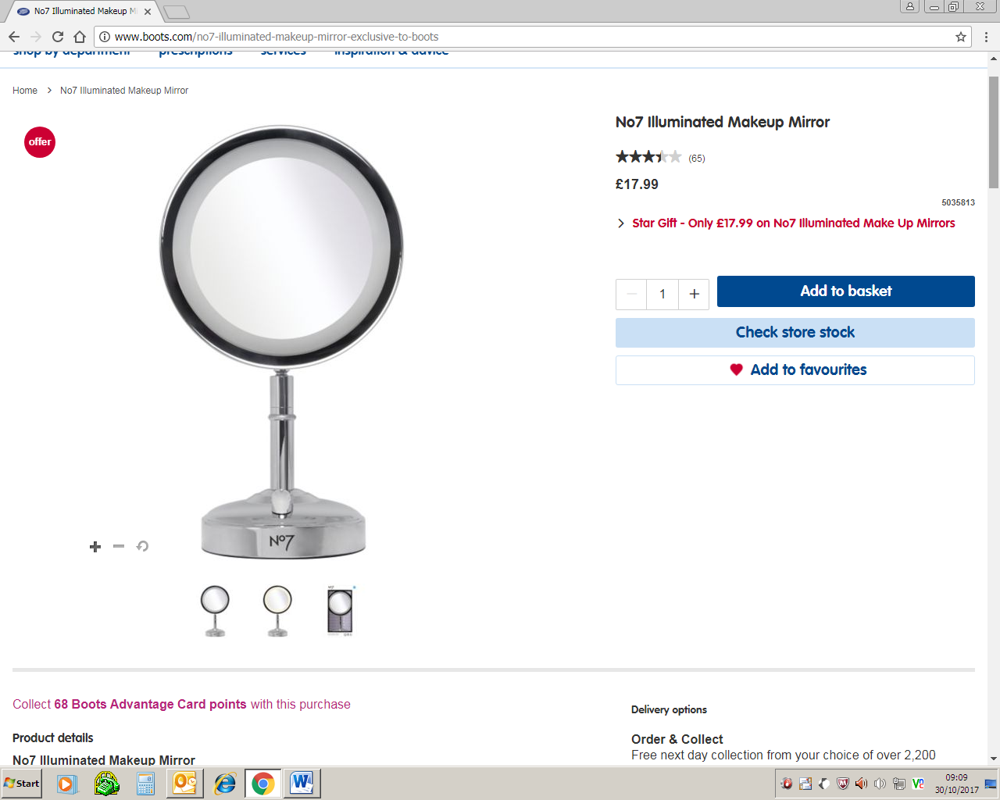 No7 Illuminated Makeup M
www.boots.com/no7-illuminated-makeup-mirror-exclusive-to-boots
shop by department prescriptions services inspiration & advice
Home > No7 Illuminated Makeup Mirror
offer
No7 Illuminated Makeup Mirror
(65)
£17.99
5035813
Star Gift - Only £17.99 on No7 Illuminated Make Up Mirrors
1
Add to basket
Check store stock
Add to favourites
No7
Collect 68 Boots Advantage Card points with this purchase
Product details
No7 Illuminated Makeup Mirror
Delivery options
Order & Collect
Free next day collection from your choice of over 2,200
Start
09:09
30/10/2017